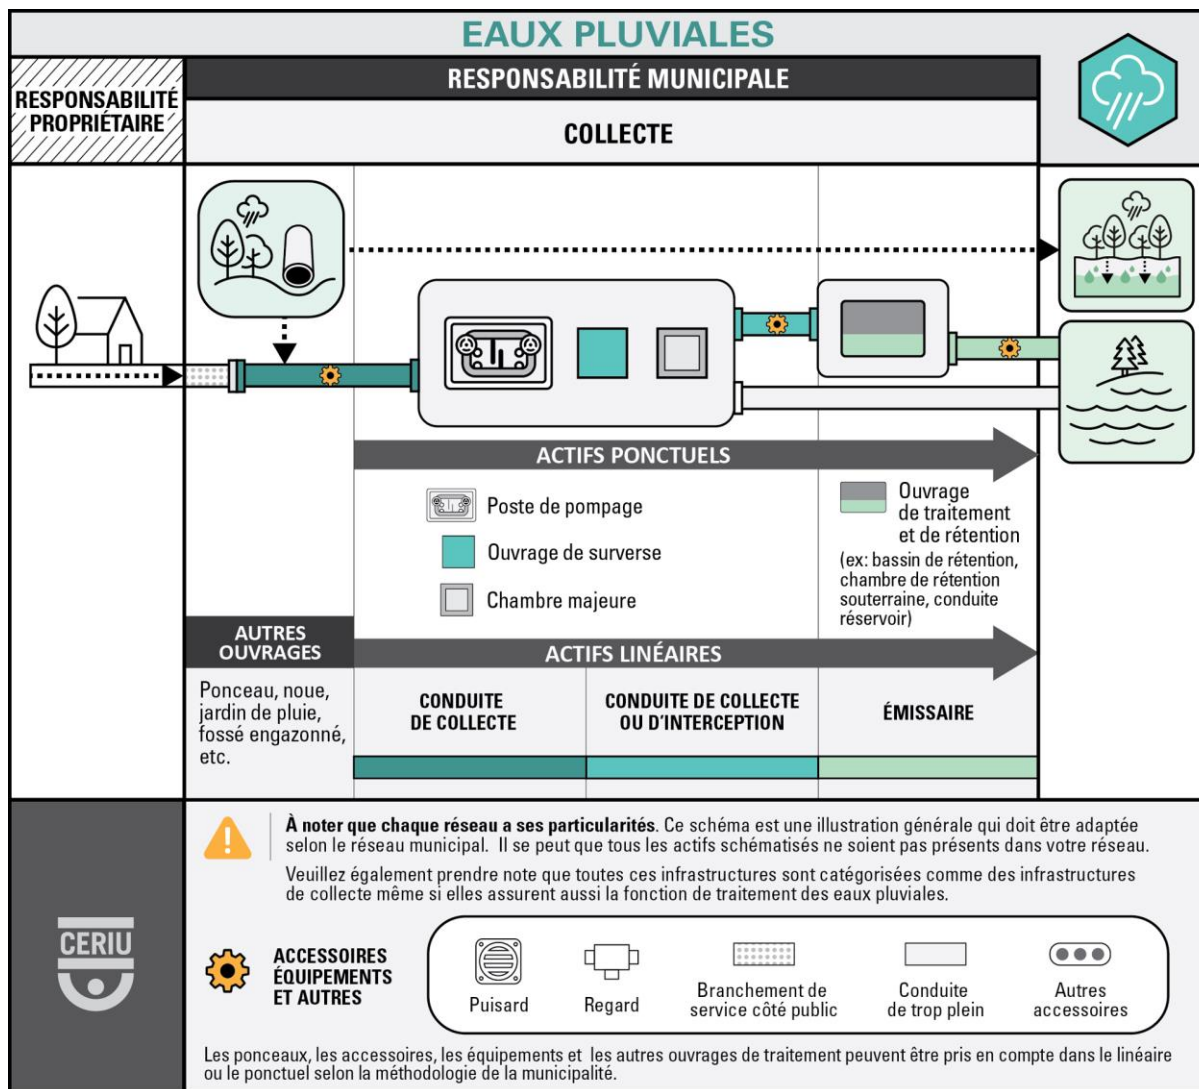 EAUX PLUVIALES
RESPONSABILITÉ
PROPRIÉTAIRE
RESPONSABILITÉ MUNICIPALE
COLLECTE
ACTIFS PONCTUELS
Poste de pompage
Ouvrage de surverse
Chambre majeure
Ouvrage
de traitement
et de rétention
(ex: bassin de rétention,
chambre de rétention
souterraine, conduite
réservoir)
AUTRES
OUVRAGES
ACTIFS LINÉAIRES
Ponceau, noue,
jardin de pluie,
fossé engazonné,
etc.
CONDUITE
DE COLLECTE
CONDUITE DE COLLECTE
OU D'INTERCEPTION
ÉMISSAIRE
À noter que chaque réseau a ses particularités. Ce schéma est une illustration générale qui doit être adaptée
selon le réseau municipal. Il se peut que tous les actifs schématisés ne soient pas présents dans votre réseau.
Veuillez également prendre note que toutes ces infrastructures sont catégorisées comme des infrastructures
de collecte même si elles assurent aussi la fonction de traitement des eaux pluviales.
CERIU
ACCESSOIRES
ÉQUIPEMENTS
ET AUTRES
Puisard
Regard
Branchement de
service côté public
Conduite
de trop plein
Autres
accessoires
Les ponceaux, les accessoires, les équipements et les autres ouvrages de traitement peuvent être pris en compte dans le linéaire
ou le ponctuel selon la méthodologie de la municipalité.